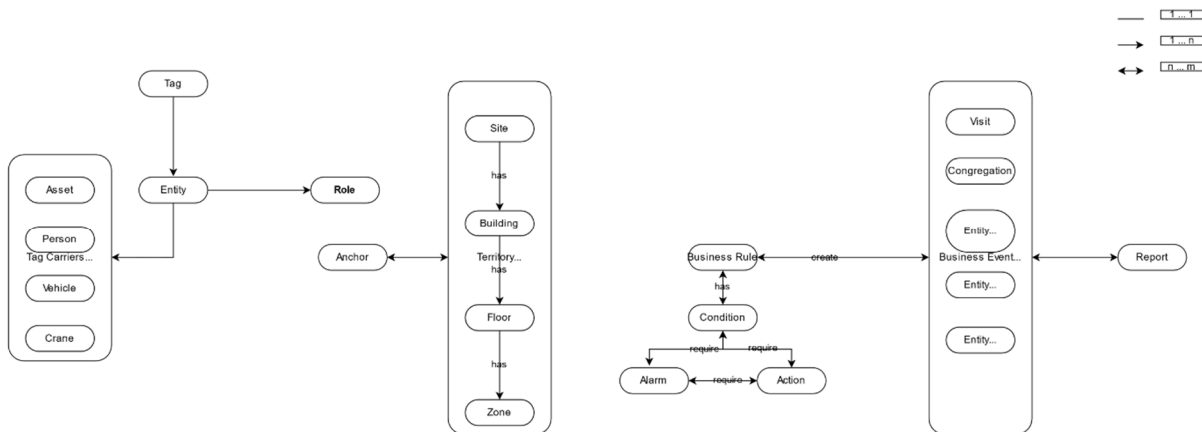 1 ... 1
1 ... n
n ... m
Tag
Asset
Entity
Role
Person
Tag Carriers...
Vehicle
Crane
Anchor
Site
has
Building
Territory...
has
Floor
has
Zone
Business Rule
create
has
Condition
require
require
Alarm
require
Action
Visit
Congregation
Entity...
Business Event...
Entity...
Entity...
Report